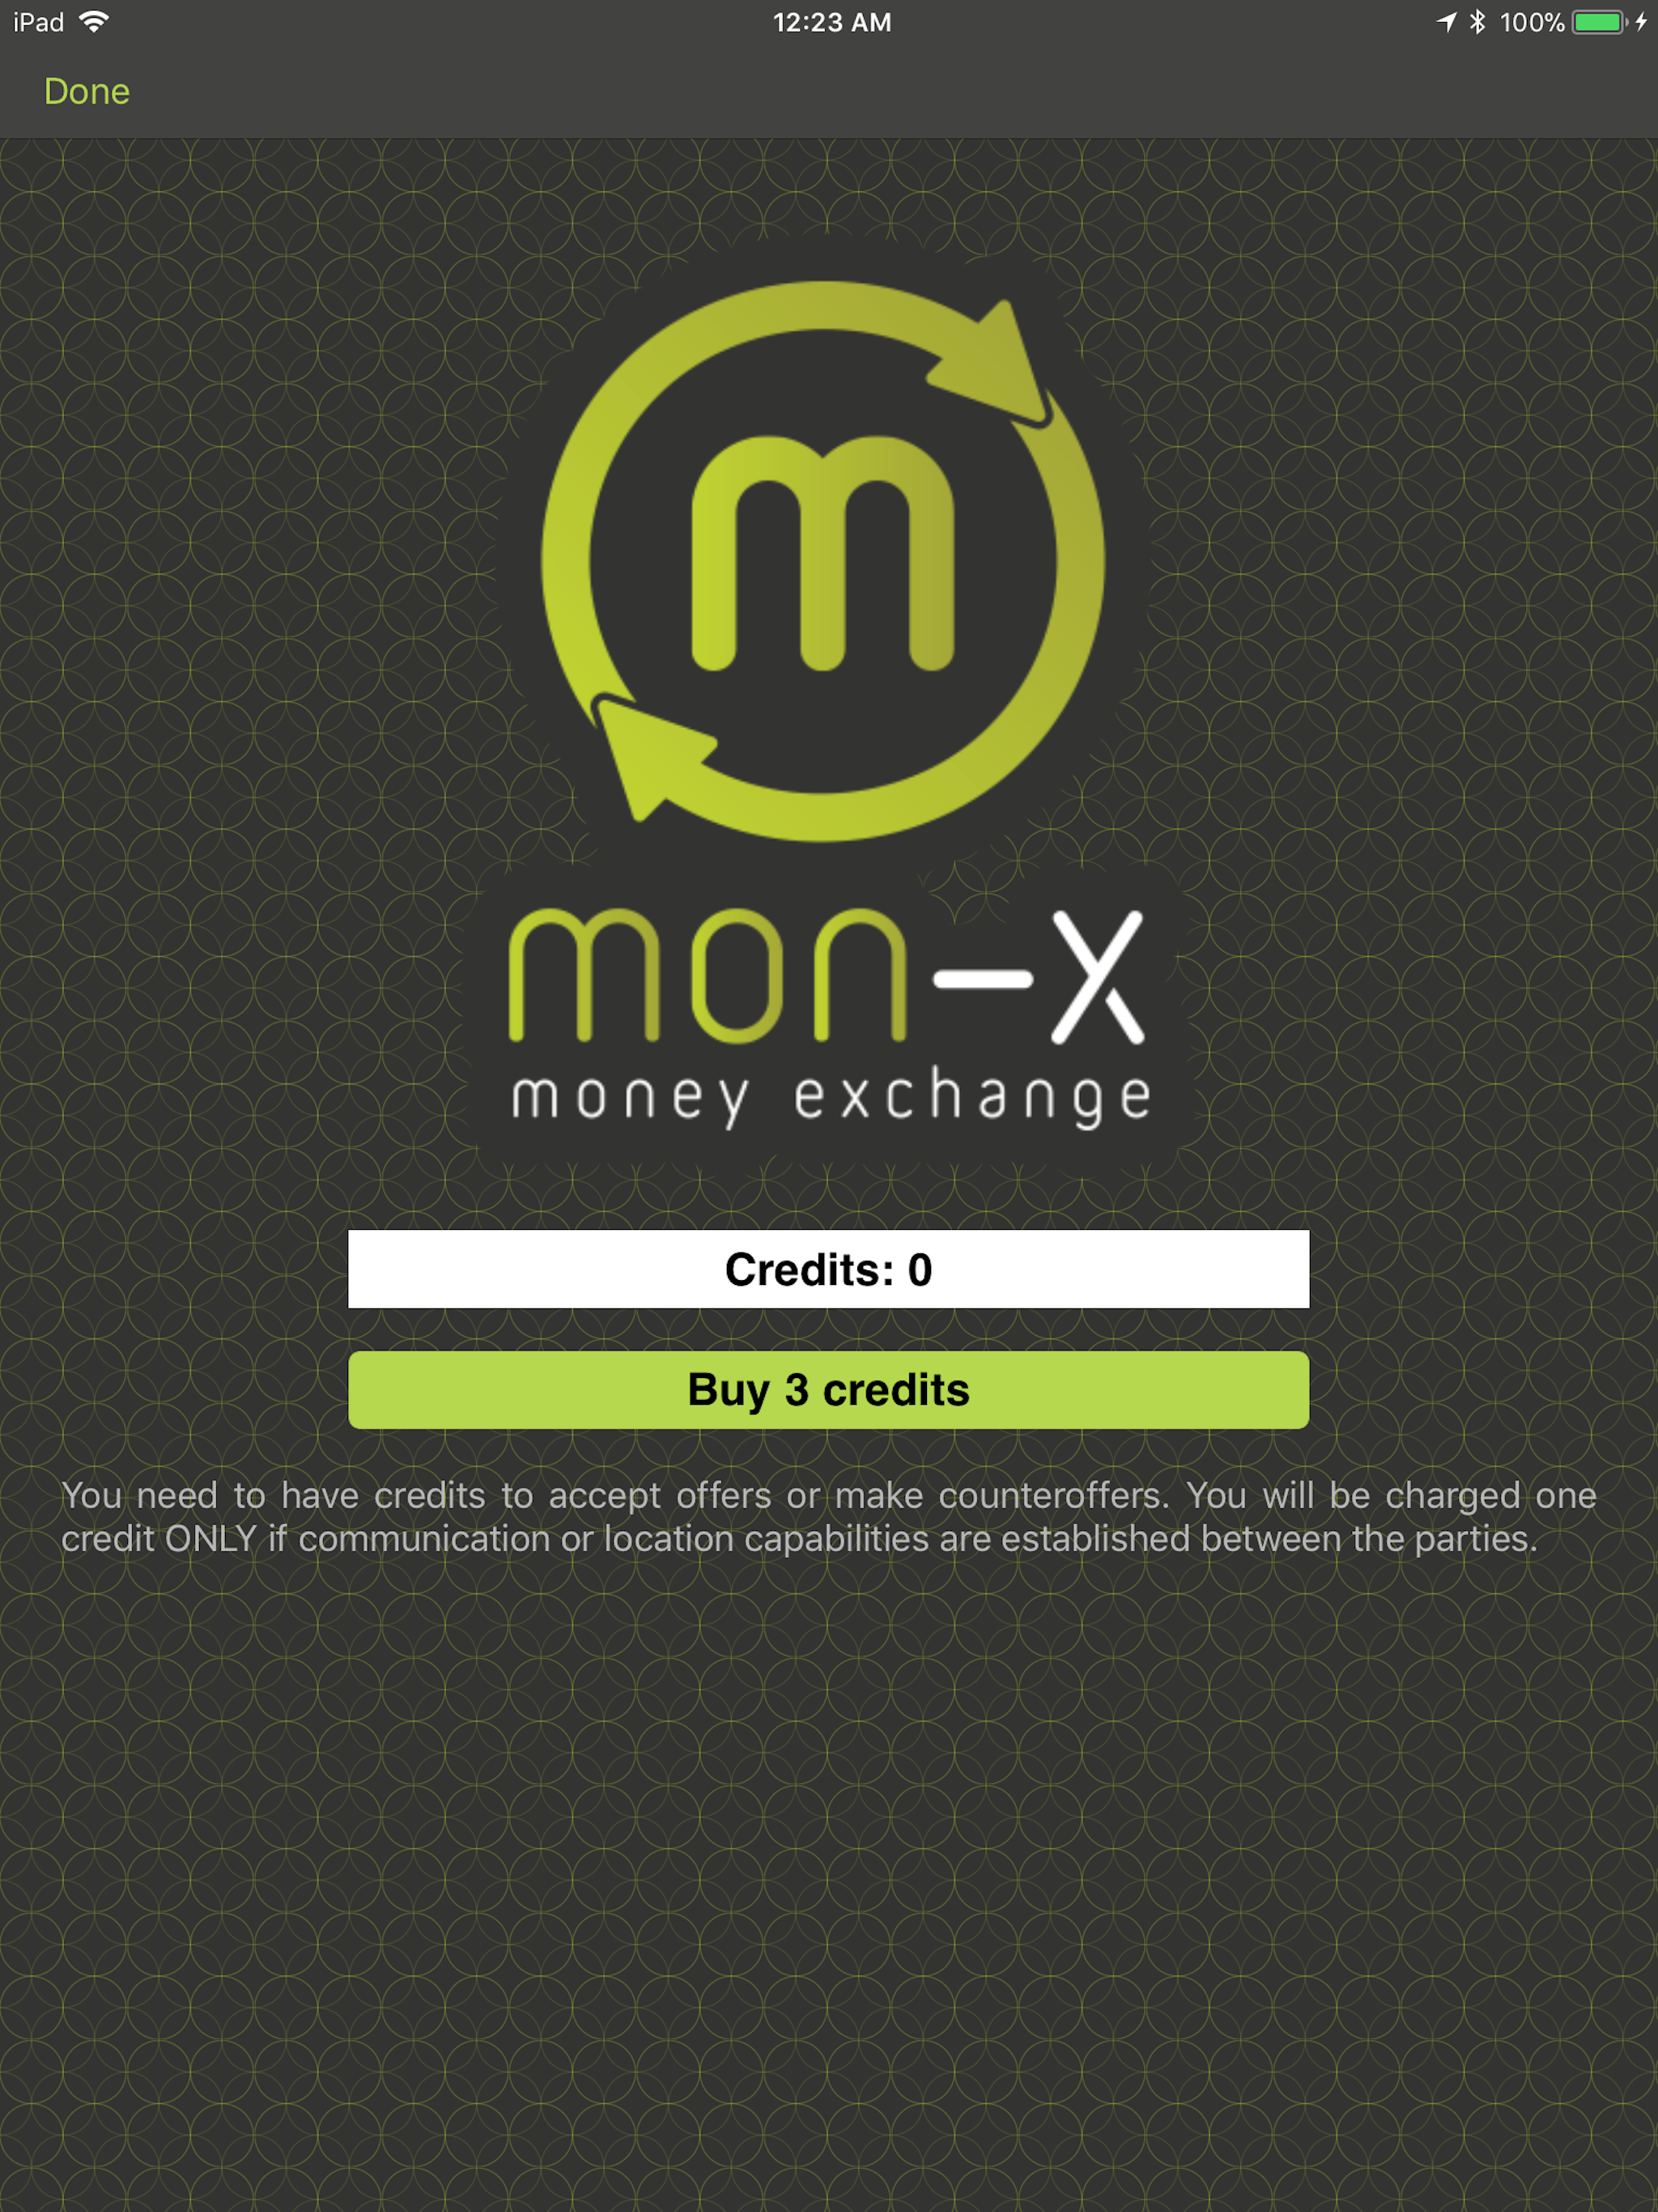 iPad 12:23 AM 100%
Done
m
mon-x
money exchange
Credits: 0
Buy 3 credits
You need to have credits to accept offers or make counteroffers. You will be charged one
credit ONLY if communication or location capabilities are established between the parties.